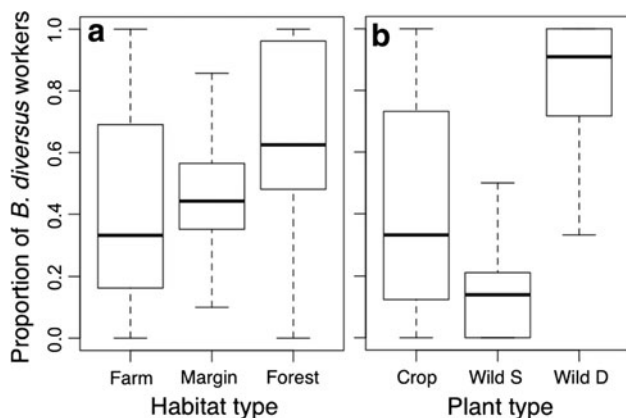 Proportion of B. diversus workers
1.0
0.8
0.6
0.4
0.2
0.0
a
Farm Margin Forest
Habitat type
b
Crop Wild S Wild D
Plant type